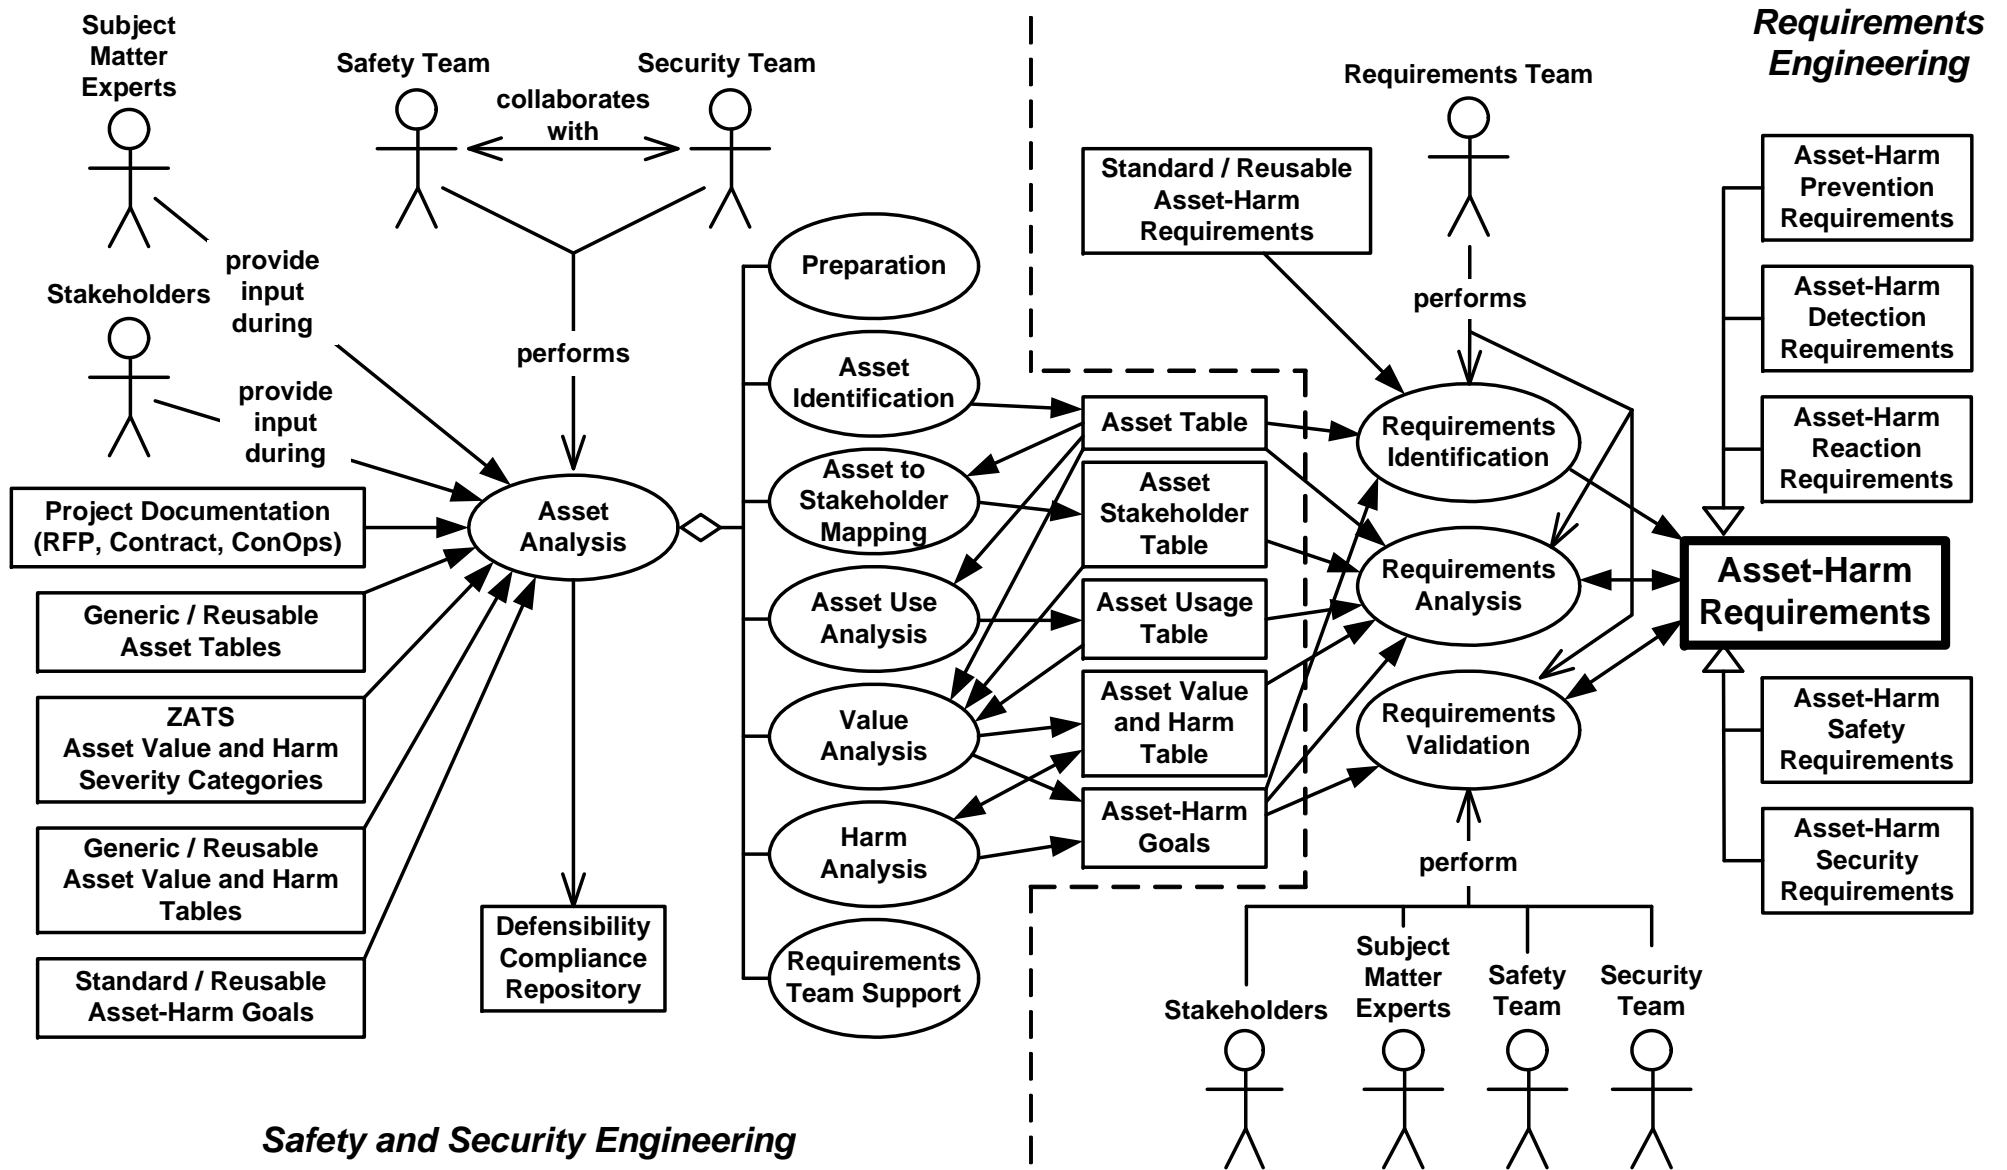 Subject
Matter
Experts
Safety Team
Security Team
collaborates
with
Requirements Team
Requirements
Engineering
Standard / Reusable
Asset-Harm
Requirements
Asset-Harm
Prevention
Requirements
provide
input
during
Stakeholders
Preparation
performs
Asset-Harm
Detection
Requirements
performs
provide
input
during
Asset
Identification
Asset Table
Requirements
Identification
Asset-Harm
Reaction
Requirements
Project Documentation
(RFP, Contract, ConOps)
Asset
Analysis
Asset to
Stakeholder
Mapping
Asset
Stakeholder
Table
Requirements
Analysis
Asset-Harm
Requirements
Generic / Reusable
Asset Tables
Asset Use
Analysis
Asset Usage
Table
ZATS
Asset Value and Harm
Severity Categories
Value
Analysis
Asset Value
and Harm
Table
Requirements
Validation
Asset-Harm
Safety
Requirements
Generic / Reusable
Asset Value and Harm
Tables
Harm
Analysis
Asset-Harm
Goals
perform
Asset-Harm
Security
Requirements
Standard / Reusable
Asset-Harm Goals
Defensibility
Compliance
Repository
Requirements
Team Support
Stakeholders
Subject
Matter
Experts
Safety
Team
Security
Team
Safety and Security Engineering